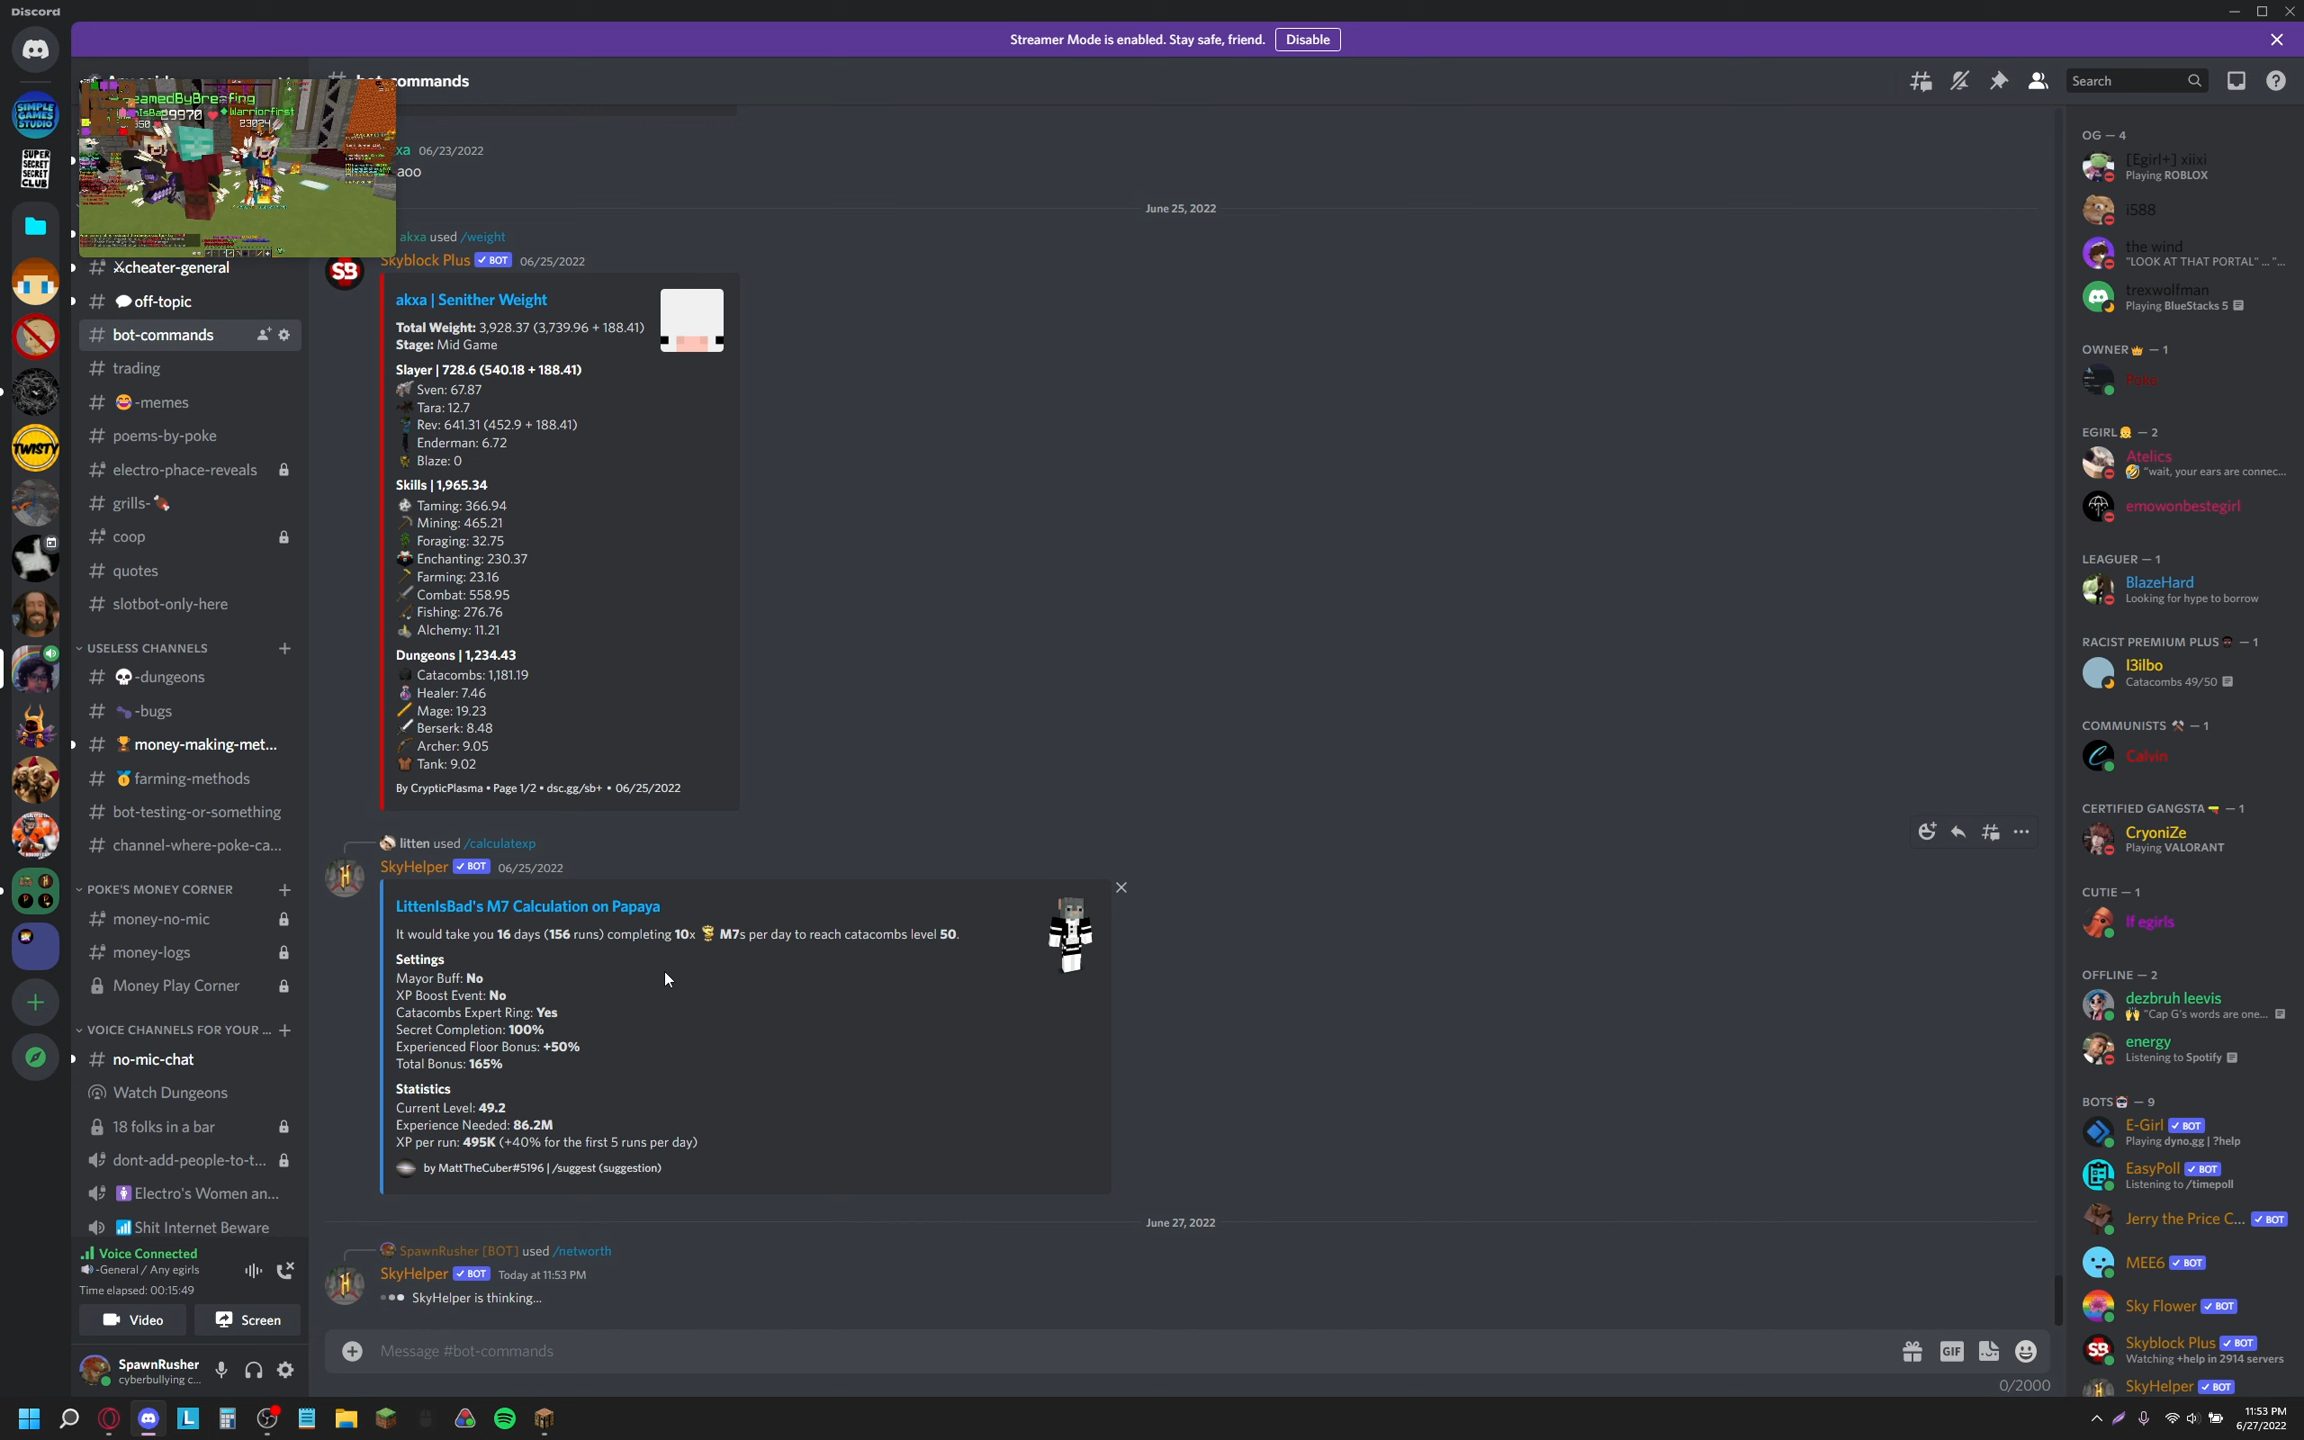 Discord
Streamer Mode is enabled. Stay safe, friend.
Disable
commands
Search
SIMPLE GAMES STUDIO
SUPER SECRET SECRET CLUB
TWISTY
29970
Warriorfirst
xa 06/23/2022
aoo
June 25, 2022
akxa used /weight
Skyblock Plus BOT 06/25/2022
SB
akxa | Senither Weight
Total Weight: 3,928.37 (3,739.96 + 188.41)
Stage: Mid Game
Slayer | 728.6 (540.18 + 188.41)
Sven: 67.87
Tara: 12.7
Rev: 641.31 (452.9 + 188.41)
Enderman: 6.72
Blaze: 0
Skills | 1,965.34
Taming: 366.94
Mining: 465.21
Foraging: 32.75
Enchanting: 230.37
Farming: 23.16
Combat: 558.95
Fishing: 276.76
Alchemy: 11.21
Dungeons | 1,234.43
Catacombs: 1,181.19
Healer: 7.46
Mage: 19.23
Berserk: 8.48
Archer: 9.05
Tank: 9.02
By CrypticPlasma • Page 1/2 • dsc.gg/sb+ • 06/25/2022
litten used /calculatexp
SkyHelper BOT 06/25/2022
LittenIsBad's M7 Calculation on Papaya
It would take you 16 days (156 runs) completing 10x M7s per day to reach catacombs level 50.
Settings
Mayor Buff: No
XP Boost Event: No
Catacombs Expert Ring: Yes
Secret Completion: 100%
Experienced Floor Bonus: +50%
Total Bonus: 165%
Statistics
Current Level: 49.2
Experience Needed: 86.2M
XP per run: 495K (+40% for the first 5 runs per day)
by MattTheCuber#5196 | /suggest (suggestion)
June 27, 2022
SpawnRusher [BOT] used /networth
SkyHelper BOT Today at 11:53 PM
SkyHelper is thinking...
Message #bot-commands
GIF
0/2000
cheater-general
off-topic
bot-commands
trading
-memes
poems-by-poke
electro-phace-reveals
grills-
coop
quotes
slotbot-only-here
USELESS CHANNELS
-dungeons
-bugs
money-making-met...
farming-methods
bot-testing-or-something
channel-where-poke-ca...
POKE'S MONEY CORNER
money-no-mic
money-logs
Money Play Corner
VOICE CHANNELS FOR YOUR ...
no-mic-chat
Watch Dungeons
18 folks in a bar
dont-add-people-to-t...
Electro's Women an...
Shit Internet Beware
Voice Connected
-General / Any egirls
Time elapsed: 00:15:49
Video
Screen
SpawnRusher
cyberbullying c...
OG — 4
[Egirl+] xiixi
Playing ROBLOX
i588
the wind
"LOOK AT THAT PORTAL" ... "...
trexwolfman
Playing BlueStacks 5
OWNER — 1
Poke
EGIRL — 2
Atelics
"wait, your ears are connec...
emowonbestegirl
LEAGUER — 1
BlazeHard
Looking for hype to borrow
RACIST PREMIUM PLUS — 1
l3ilbo
Catacombs 49/50
COMMUNISTS — 1
Calvin
CERTIFIED GANGSTA — 1
CryoniZe
Playing VALORANT
CUTIE — 1
lf egirls
OFFLINE — 2
dezbruh leevis
"Cap G's words are one...
energy
Listening to Spotify
BOTS — 9
E-Girl BOT
Playing dyno.gg | ?help
EasyPoll BOT
Listening to /timepoll
Jerry the Price C... BOT
MEE6 BOT
Sky Flower BOT
SB
Skyblock Plus BOT
Watching +help in 2914 servers
SkyHelper BOT
11:53 PM
6/27/2022